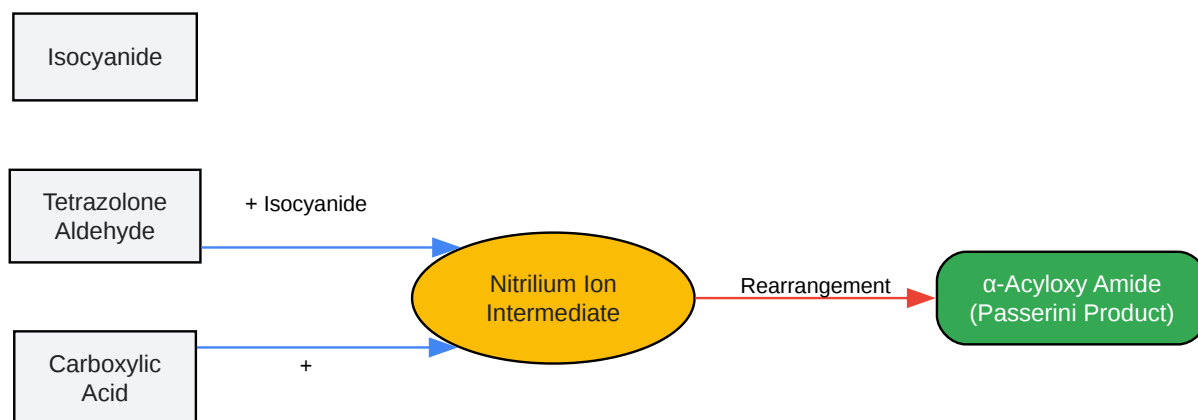 Isocyanide
Tetrazolone
Aldehyde
+ Isocyanide
Nitrilium Ion
Intermediate
Rearrangement
α-Acyloxy Amide
(Passerini Product)
Carboxylic
Acid
+